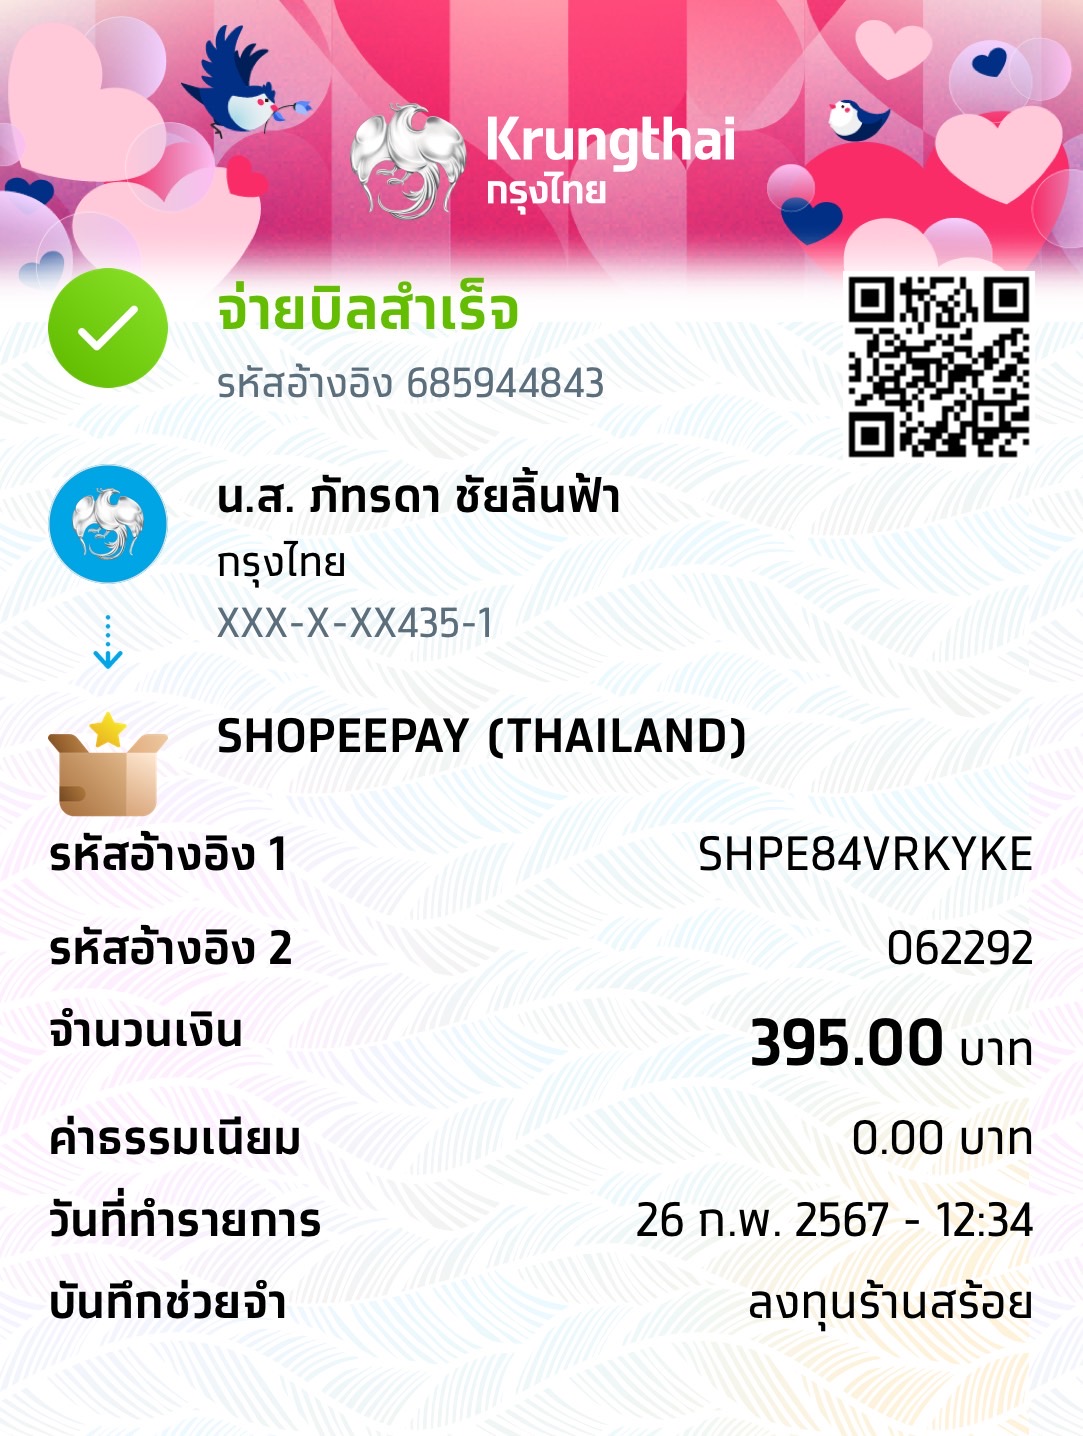 Krungthai
กรุงไทย
จ่ายบิลสำเร็จ
รหัสอ้างอิง 685944843
น.ส. ภัทรดา ชัยลิ้นฟ้า
กรุงไทย
XXX-X-XX435-1
SHOPEEPAY (THAILAND)
รหัสอ้างอิง 1 SHPE84VRKYKE
รหัสอ้างอิง 2 062292
จำนวนเงิน 395.00 บาท
ค่าธรรมเนียม 0.00 บาท
วันที่ทำรายการ 26 ก.พ. 2567 - 12:34
บันทึกช่วยจำ ลงทุนร้านสร้อย